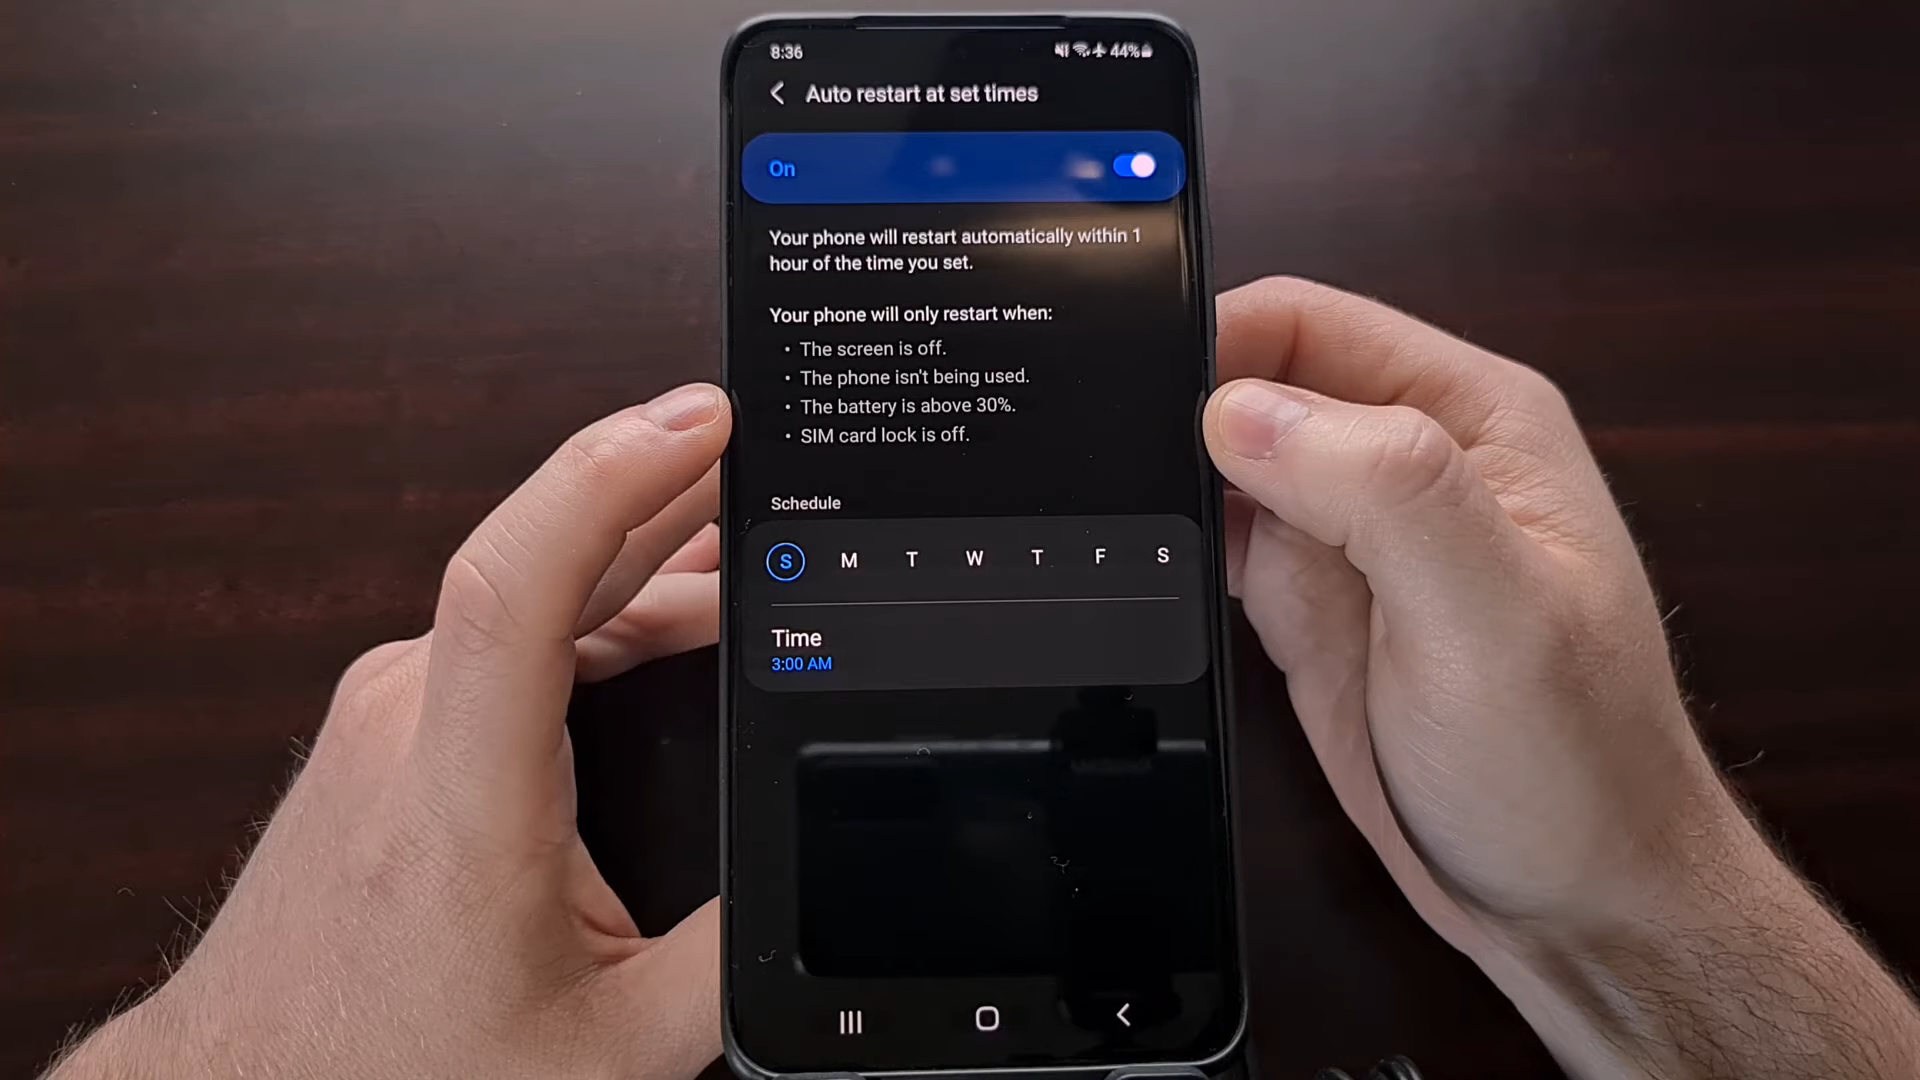 8:36 44%
Auto restart at set times
On
Your phone will restart automatically within 1
hour of the time you set.
Your phone will only restart when:
• The screen is off.
• The phone isn't being used.
• The battery is above 30%.
• SIM card lock is off.
Schedule
S M T W T F S
Time
3:00 AM